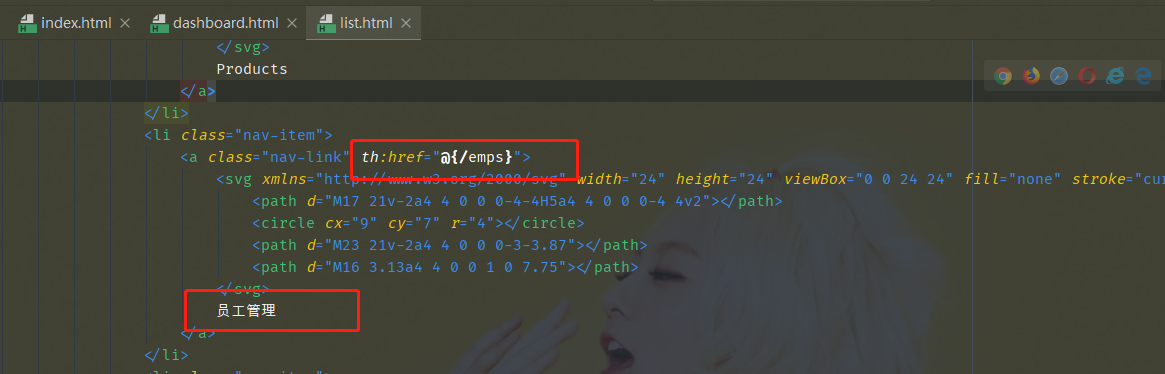 index.html
dashboard.html
list.html
</svg>
Products
</a>
</li>
<li class="nav-item">
<a class="nav-link" th:href="@{/emps}">
<svg xmlns="http://www.w3.org/2000/svg" width="24" height="24" viewBox="0 0 24 24" fill="none" stroke="cur
<path d="M17 21v-2a4 4 0 0 0-4-4H5a4 4 0 0 0-4 4v2"></path>
<circle cx="9" cy="7" r="4"></circle>
<path d="M23 21v-2a4 4 0 0 0-3-3.87"></path>
<path d="M16 3.13a4 4 0 0 1 0 7.75"></path>
</svg>
员工管理
</a>
</li>